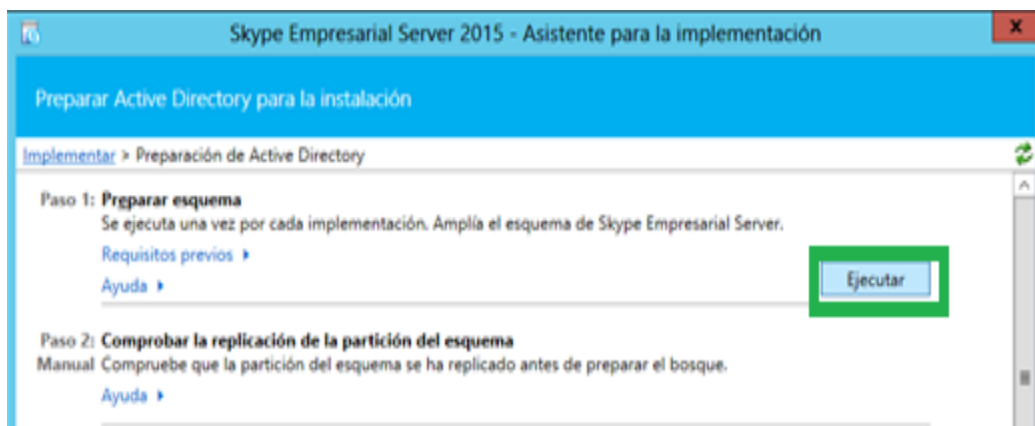 Skype Empresarial Server 2015 - Asistente para la implementación
x
Preparar Active Directory para la instalación
Implementar > Preparación de Active Directory
Paso 1: Preparar esquema
Se ejecuta una vez por cada implementación. Amplía el esquema de Skype Empresarial Server.
Requisitos previos
Ayuda
Ejecutar
Paso 2: Comprobar la replicación de la partición del esquema
Manual Compruebe que la partición del esquema se ha replicado antes de preparar el bosque.
Ayuda